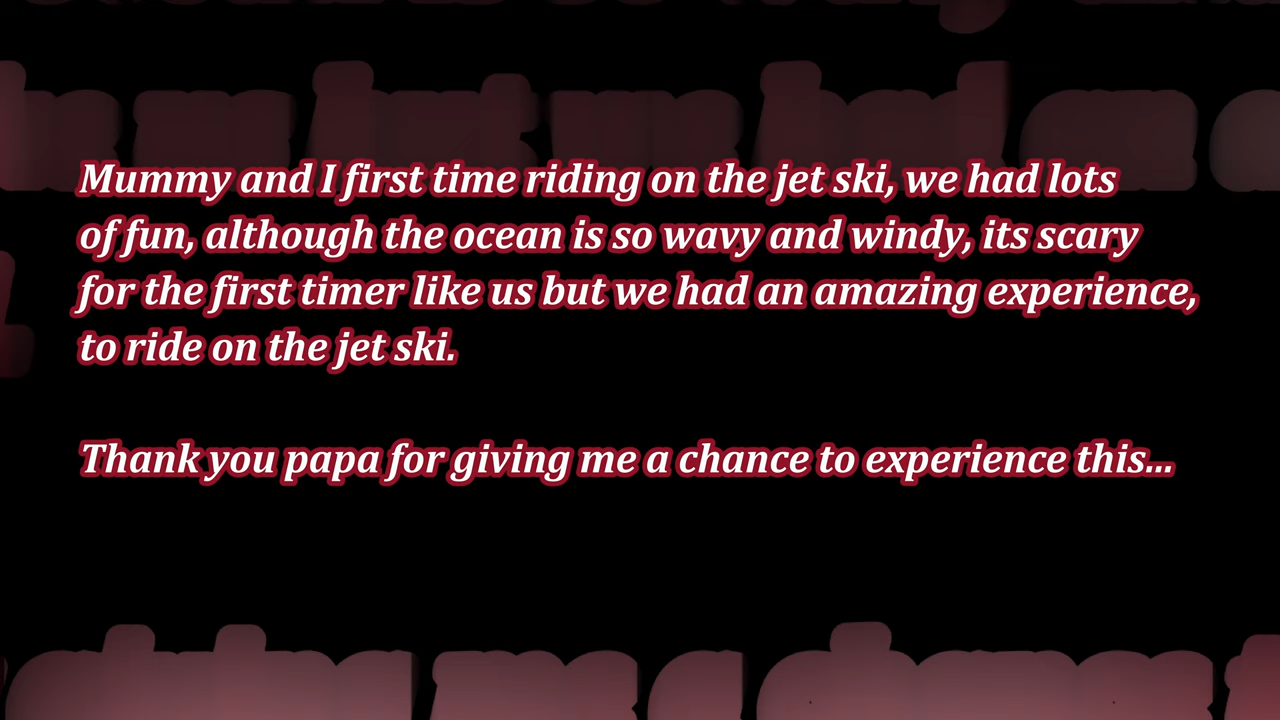 Mummy and I first time riding on the jet ski, we had lots
of fun, although the ocean is so wavy and windy, its scary
for the first timer like us but we had an amazing experience,
to ride on the jet ski.
Thank you papa for giving me a chance to experience this...